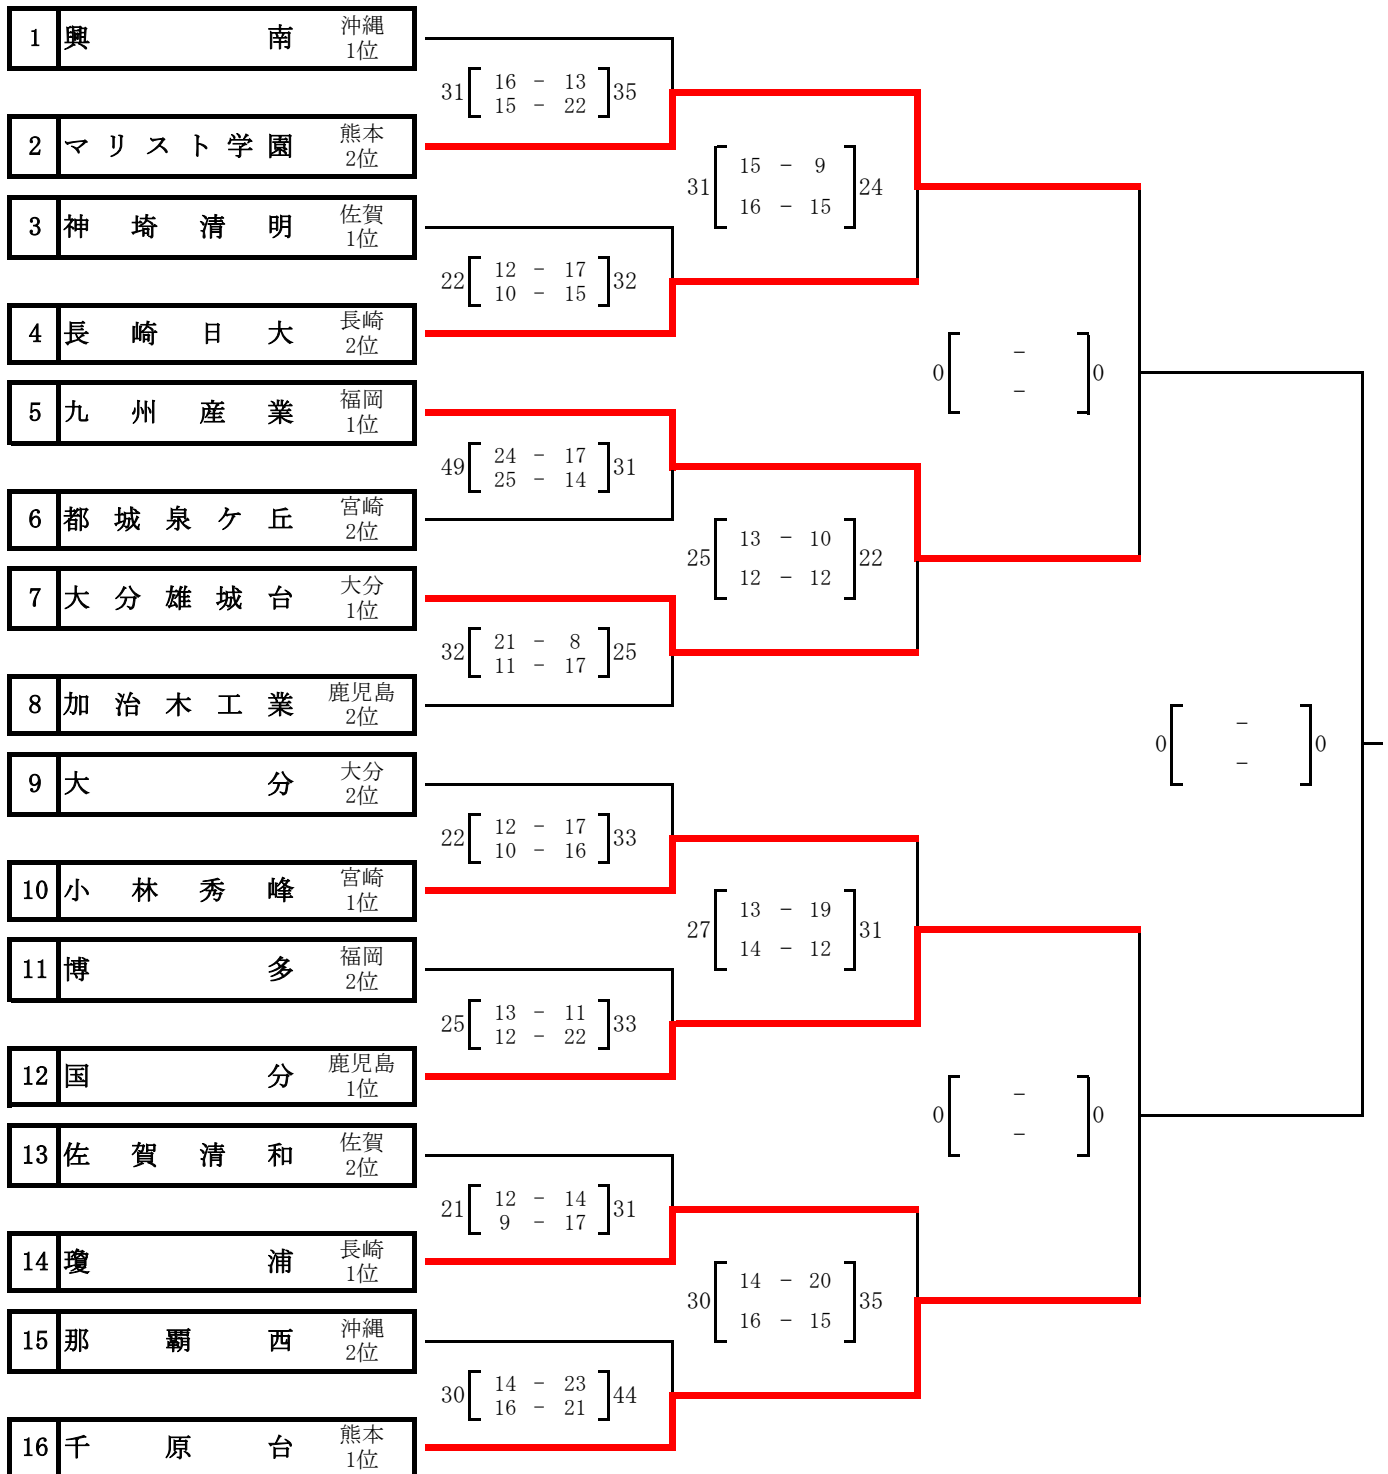 1 興南 沖縄
1位
31 16 - 13 35
15 - 22
2 マリスト学園 熊本
2位
31 15 - 9 24
16 - 15
3 神埼清明 佐賀
1位
22 12 - 17 32
10 - 15
4 長崎日大 長崎
2位
0 - 0
-
5 九州産業 福岡
1位
49 24 - 17 31
25 - 14
6 都城泉ケ丘 宮崎
2位
25 13 - 10 22
12 - 12
7 大分雄城台 大分
1位
32 21 - 8 25
11 - 17
8 加治木工業 鹿児島
2位
0 - 0
-
9 大分 大分
2位
22 12 - 17 33
10 - 16
10 小林秀峰 宮崎
1位
27 13 - 19 31
14 - 12
11 博多 福岡
2位
25 13 - 11 33
12 - 22
12 国分 鹿児島
1位
0 - 0
-
13 佐賀清和 佐賀
2位
21 12 - 14 31
9 - 17
14 瓊浦 長崎
1位
30 14 - 20 35
16 - 15
15 那覇西 沖縄
2位
30 14 - 23 44
16 - 21
16 千原台 熊本
1位